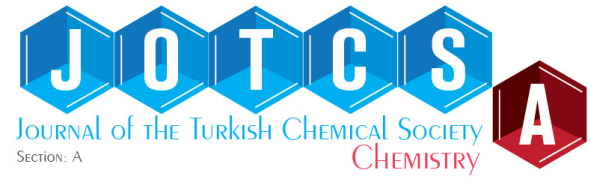 JOTCS A
JOURNAL OF THE TURKISH CHEMICAL SOCIETY
SECTION: A
CHEMISTRY